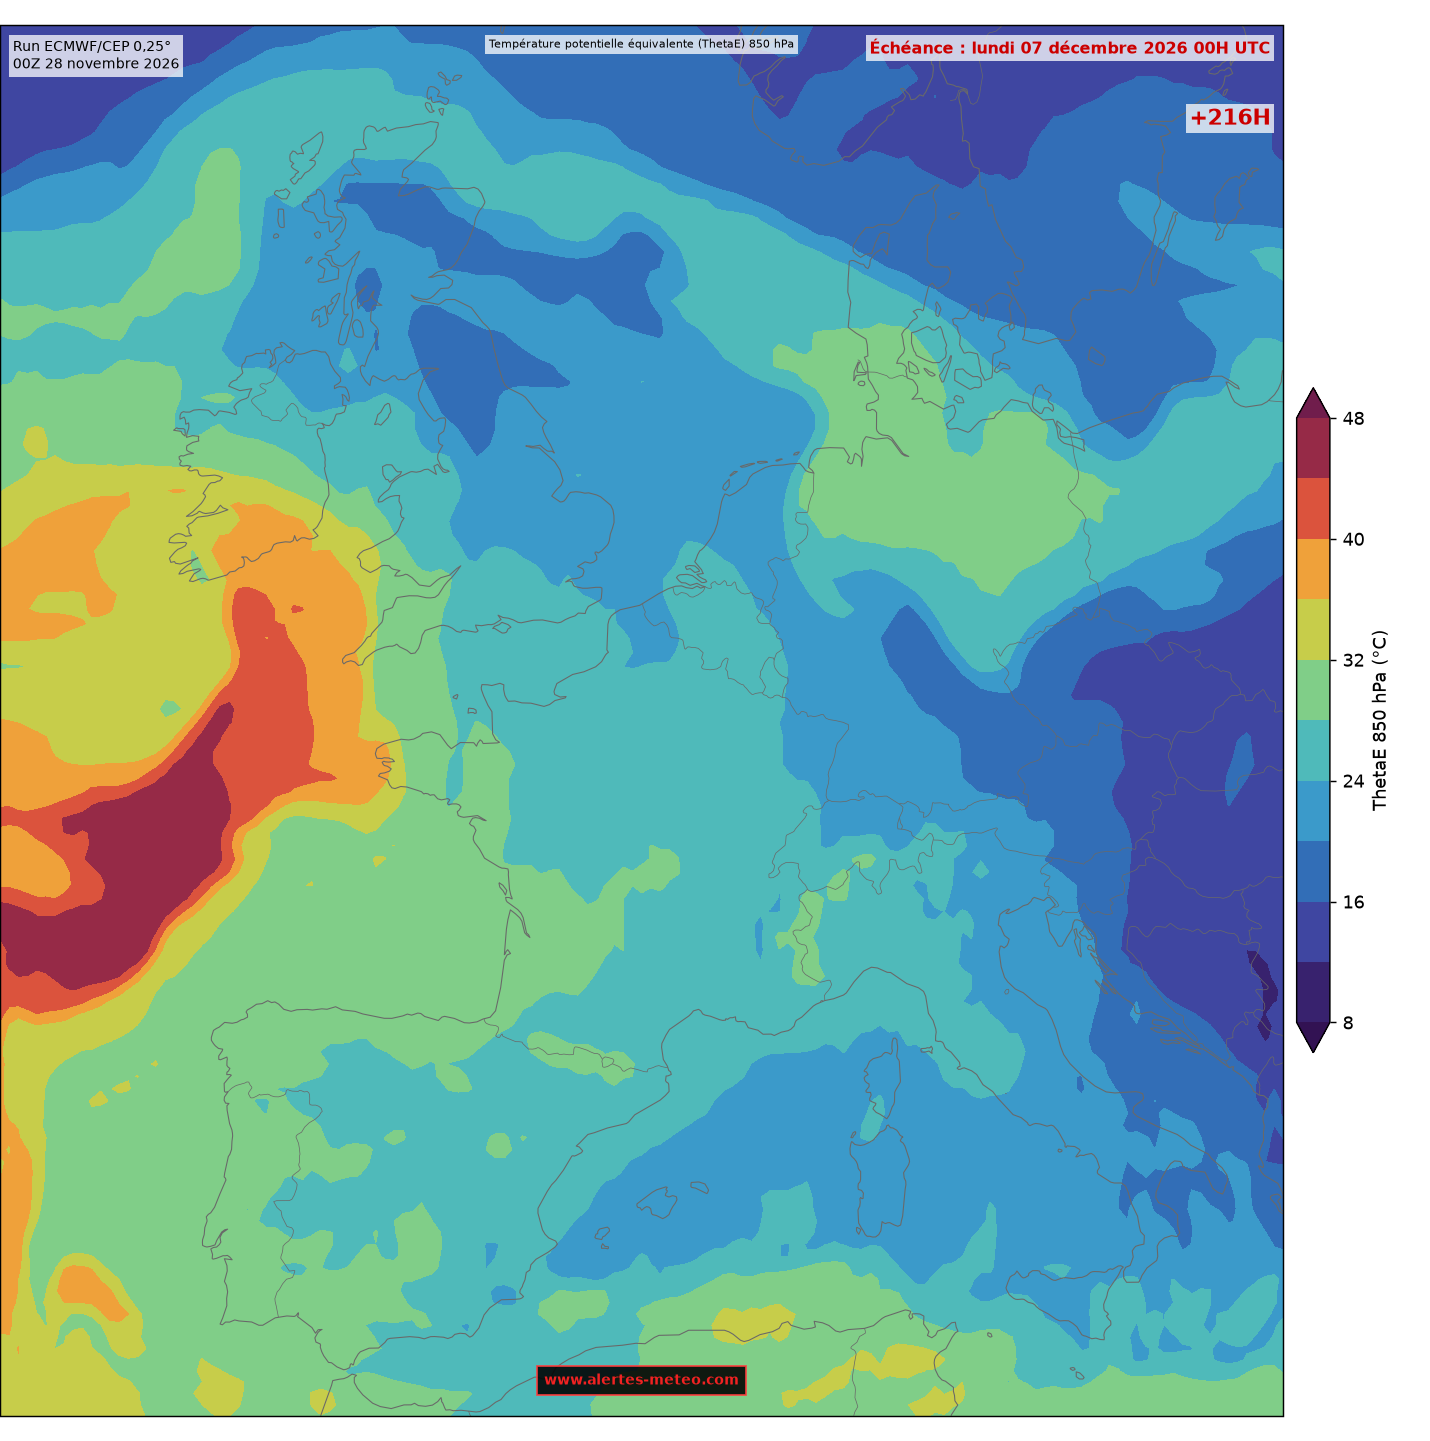 Run ECMWF/CEP 0,25°
00Z 28 novembre 2026
Température potentielle équivalente (ThetaE) 850 hPa
Échéance : lundi 07 décembre 2026 00H UTC
+216H
48
40
32
24
16
8
ThetaE 850 hPa (°C)
www.alertes-meteo.com